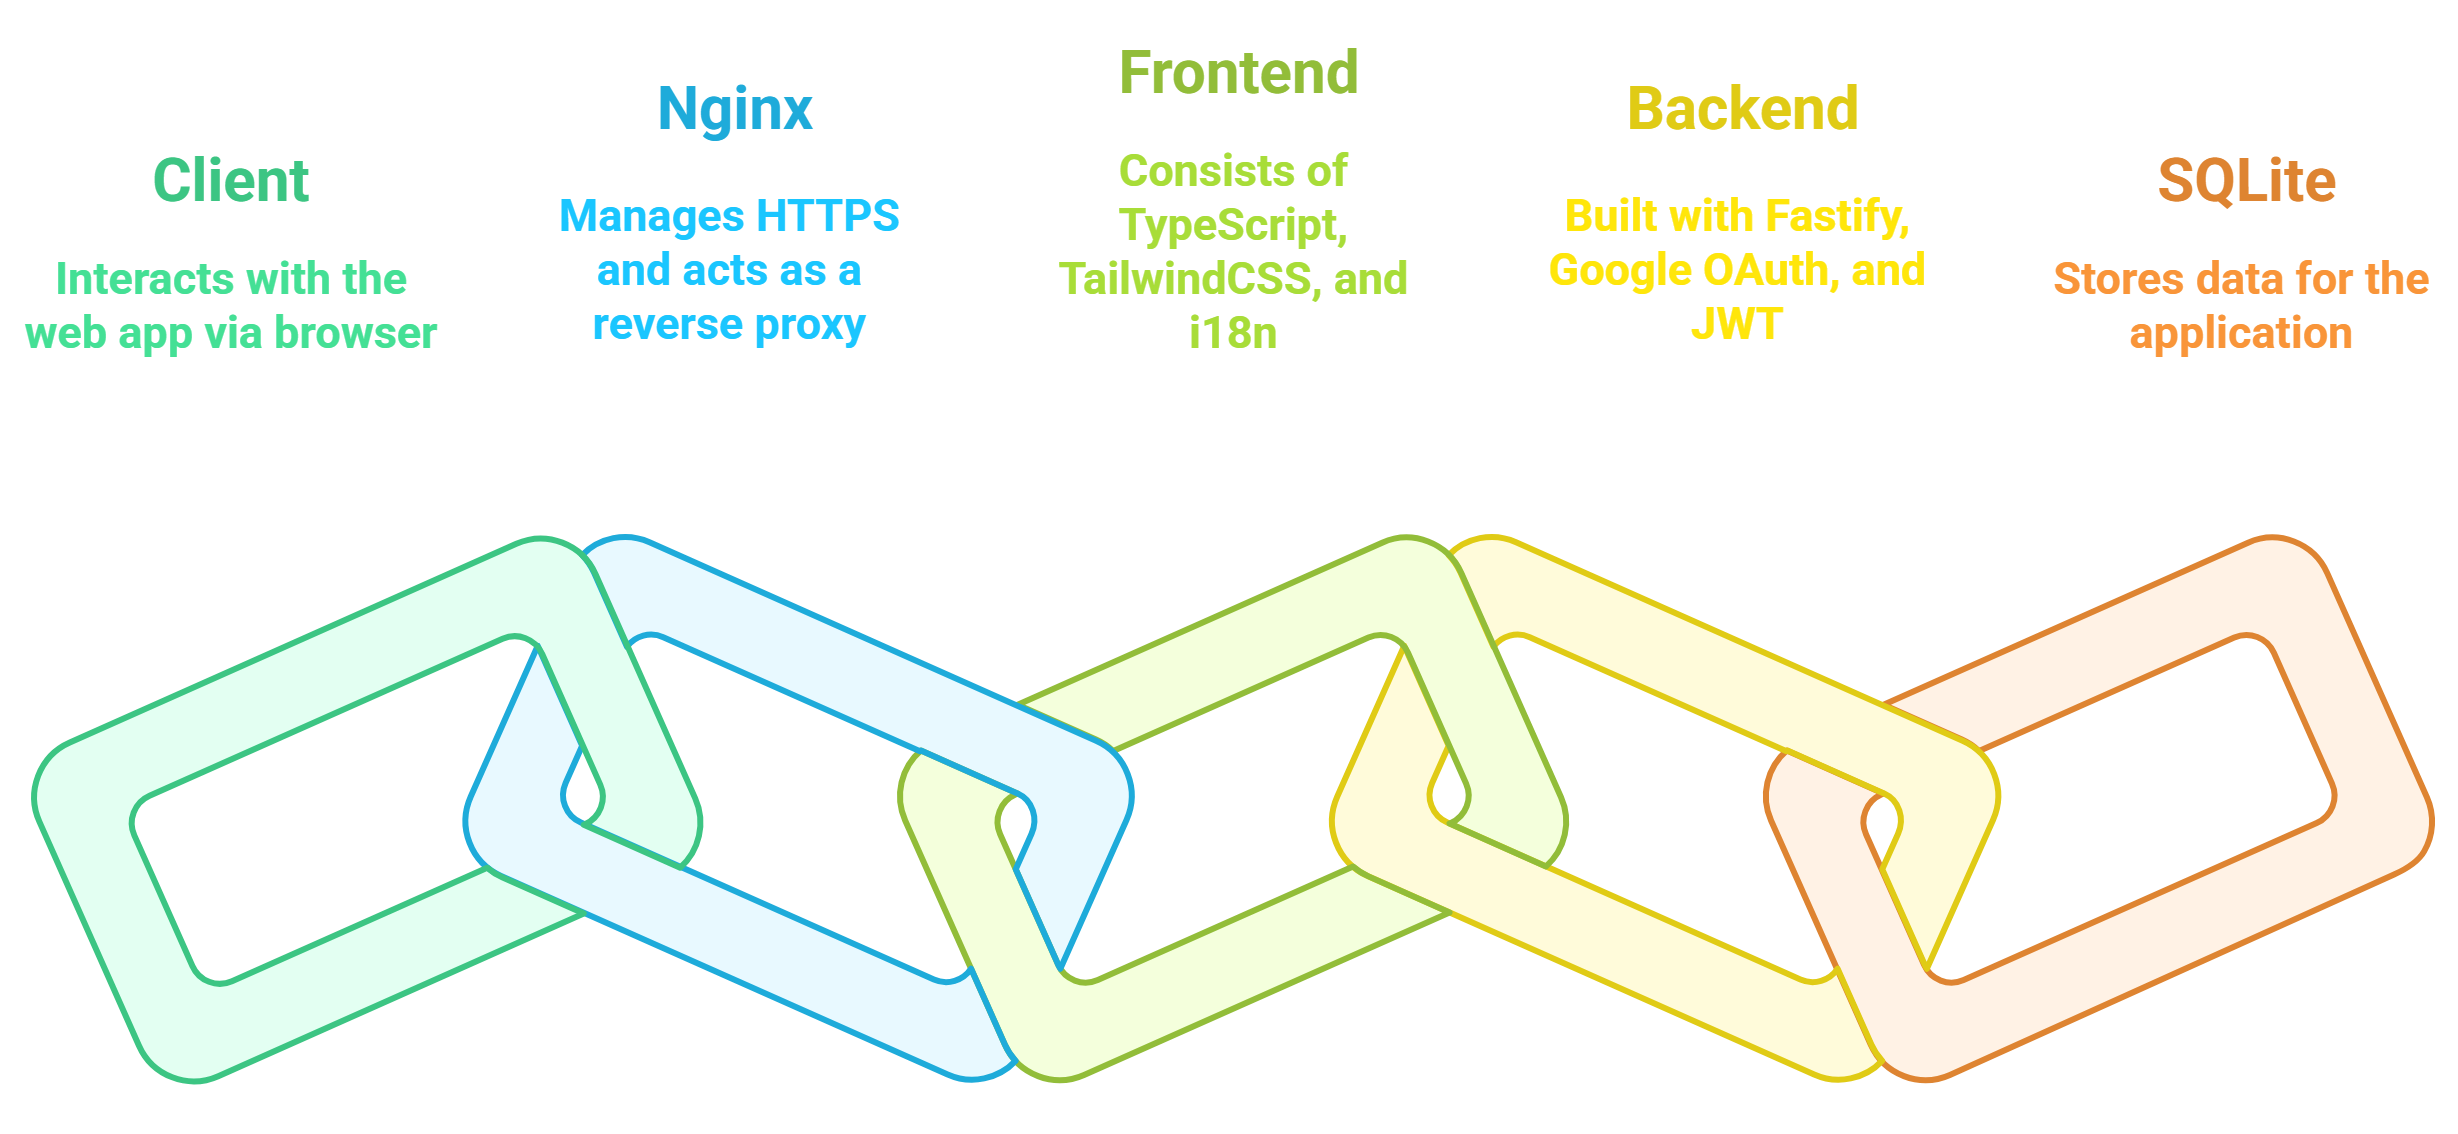 Client
Interacts with the
web app via browser
Nginx
Manages HTTPS
and acts as a
reverse proxy
Frontend
Consists of
TypeScript,
TailwindCSS, and
i18n
Backend
Built with Fastify,
Google OAuth, and
JWT
SQLite
Stores data for the
application